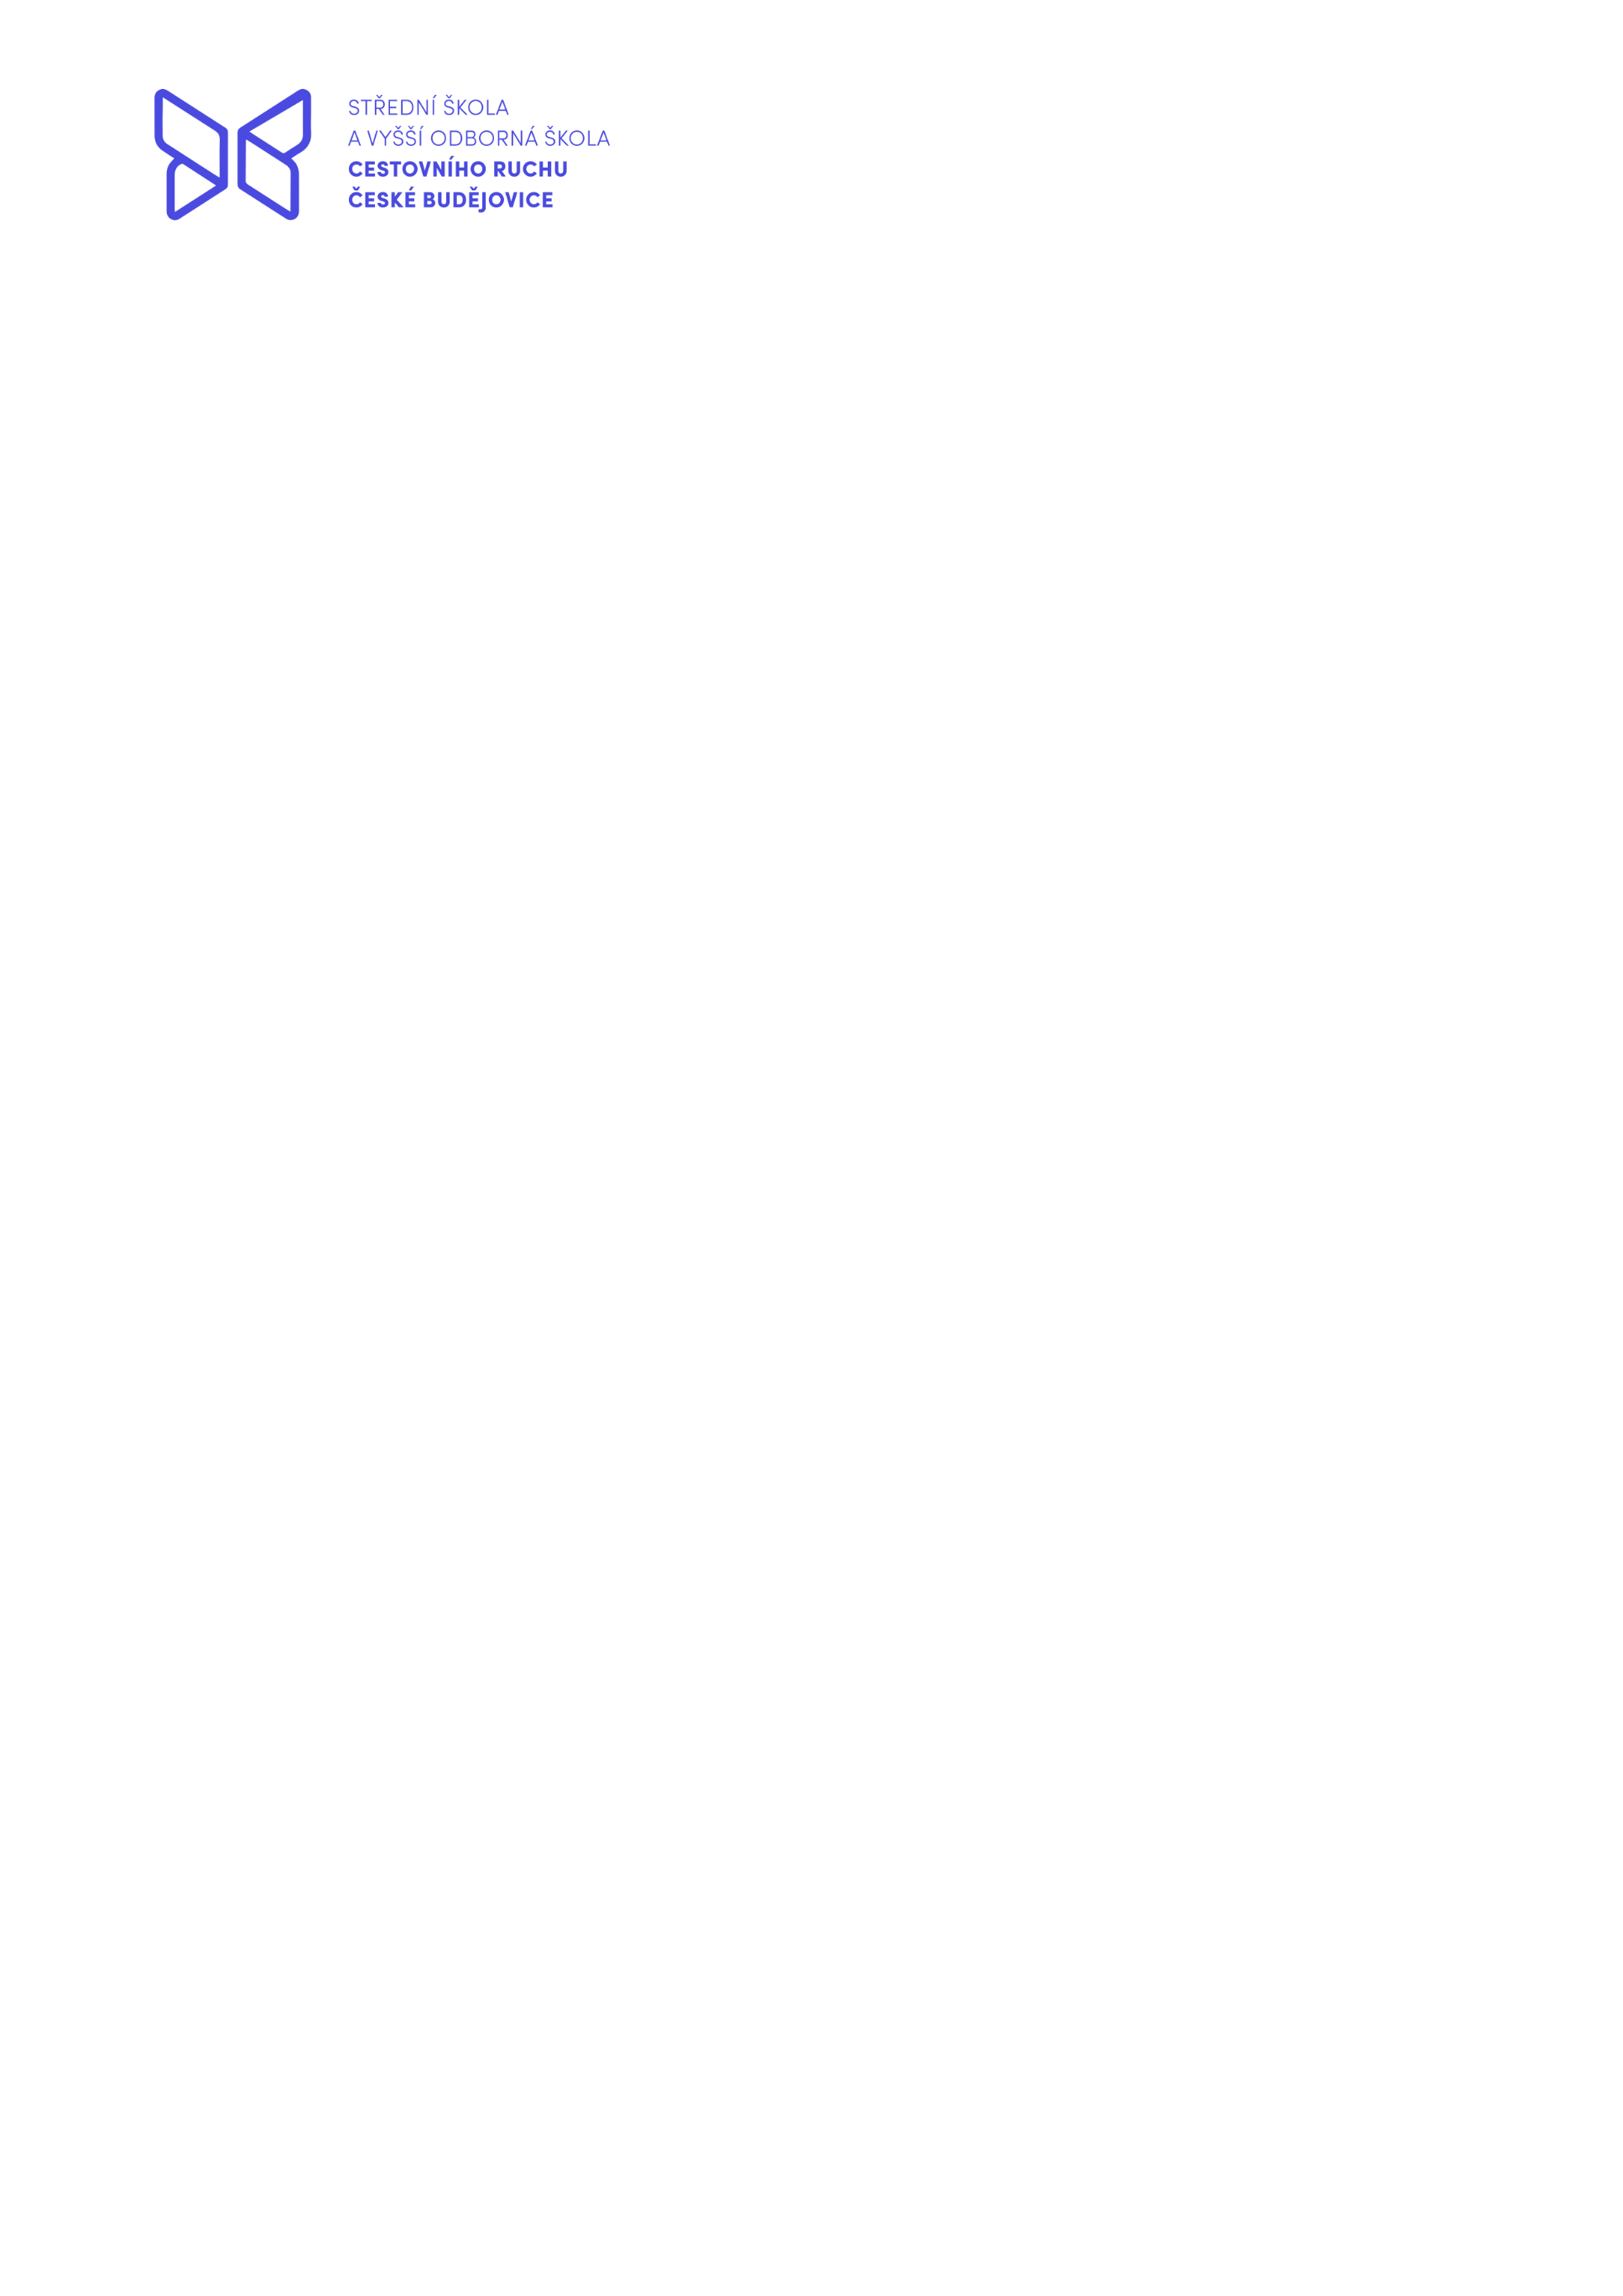 STŘEDNÍ ŠKOLA
A VYŠŠÍ ODBORNÁ ŠKOLA
CESTOVNÍHO RUCHU
ČESKÉ BUDĚJOVICE